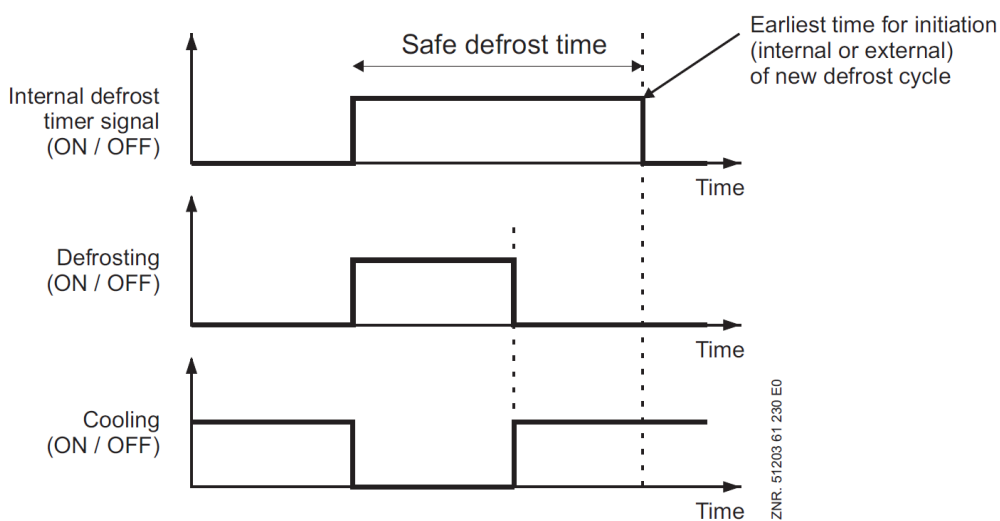 Safe defrost time
Earliest time for initiation
(internal or external)
of new defrost cycle
Internal defrost
timer signal
(ON / OFF)
Time
Defrosting
(ON / OFF)
Time
Cooling
(ON / OFF)
Time
ZNR. 51203 61 230 E0